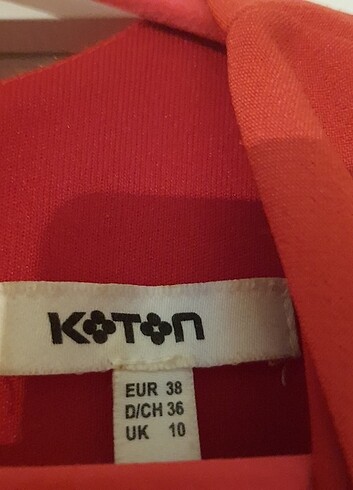 KOTON
EUR 38
D/CH 36
UK 10